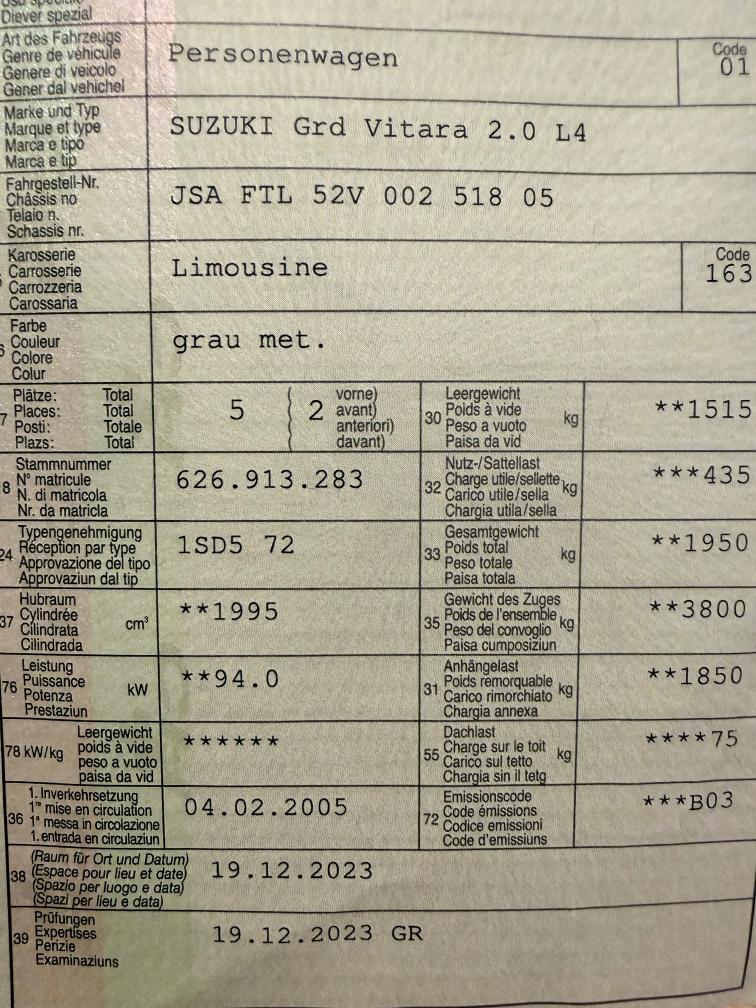 Diever spezial
Art des Fahrzeugs
Genre de véhicule
Genere di veicolo
Gener dal vehichel
Personenwagen
Code
01
Marke und Typ
Marque et type
Marca e tipo
Marca e tip
SUZUKI Grd Vitara 2.0 L4
Fahrgestell-Nr.
Châssis no
Telaio n.
Schassis nr.
JSA FTL 52V 002 518 05
Karosserie
Carrosserie
Carrozzeria
Carossaria
Limousine
Code
163
Farbe
Couleur
Colore
Colur
grau met.
7
Plätze: Total
Places: Total
Posti: Totale
Plazs: Total
5 ( 2
vorne)
avant)
anteriori)
davant)
30
Leergewicht
Poids à vide
Peso a vuoto
Paisa da vid
kg
**1515
8
Stammnummer
N° matricule
N. di matricola
Nr. da matricla
626.913.283
32
Nutz-/Sattellast
Charge utile/sellette
Carico utile/sella
Chargia utila/sella
kg
***435
24
Typengenehmigung
Réception par type
Approvazione del tipo
Approvaziun dal tip
1SD5 72
33
Gesamtgewicht
Poids total
Peso totale
Paisa totala
kg
**1950
37
Hubraum
Cylindrée
Cilindrata
Cilindrada
cm³
**1995
35
Gewicht des Zuges
Poids de l'ensemble
Peso del convoglio
Paisa cumposiziun
kg
**3800
76
Leistung
Puissance
Potenza
Prestaziun
kW
**94.0
31
Anhängelast
Poids remorquable
Carico rimorchiato
Chargia annexa
kg
**1850
78 kW/kg
Leergewicht
poids à vide
peso a vuoto
paisa da vid
******
55
Dachlast
Charge sur le toit
Carico sul tetto
Chargia sin il tetg
kg
****75
36
1. Inverkehrsetzung
1re mise en circulation
1a messa in circolazione
1. entrada en circulaziun
04.02.2005
72
Emissionscode
Code émissions
Codice emissioni
Code d'emissiuns
***B03
38
(Raum für Ort und Datum)
(Espace pour lieu et date)
(Spazio per luogo e data)
(Spazi per lieu e data)
19.12.2023
39
Prüfungen
Expertises
Perizie
Examinaziuns
19.12.2023 GR